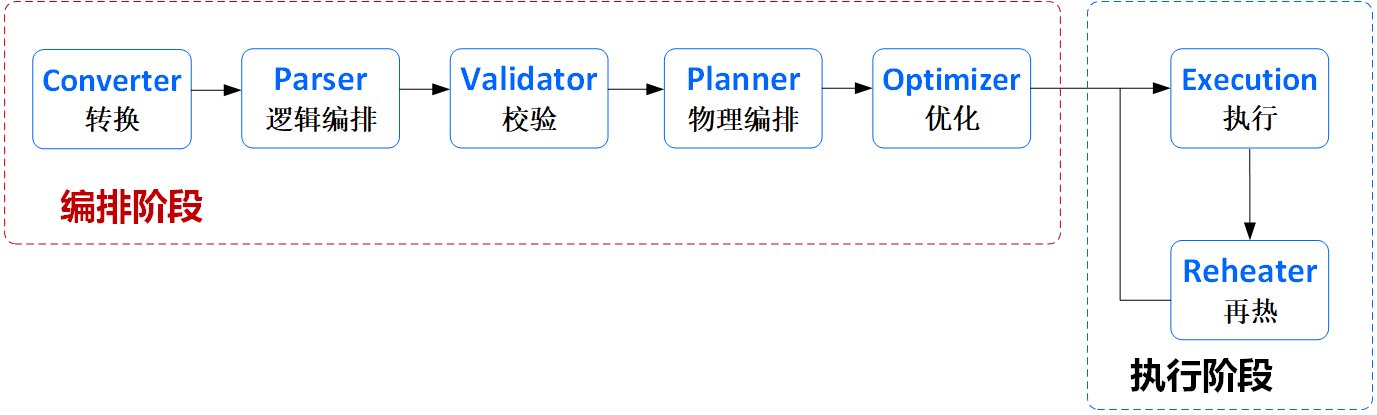 Converter
转换
Parser
逻辑编排
Validator
校验
Planner
物理编排
Optimizer
优化
Execution
执行
编排阶段
Reheater
再热
执行阶段